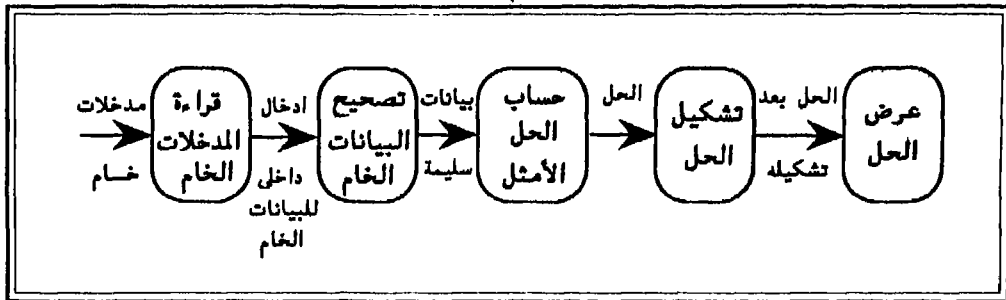 مدخلات
خام
قراءة
المدخلات
الخام
ادخال
داخلى
للبيانات
الخام
تصحيح
البيانات
الخام
بيانات
سليمة
حساب
الحل
الأمثل
الحل
تشكيل
الحل
الحل بعد
تشكيله
عرض
الحل